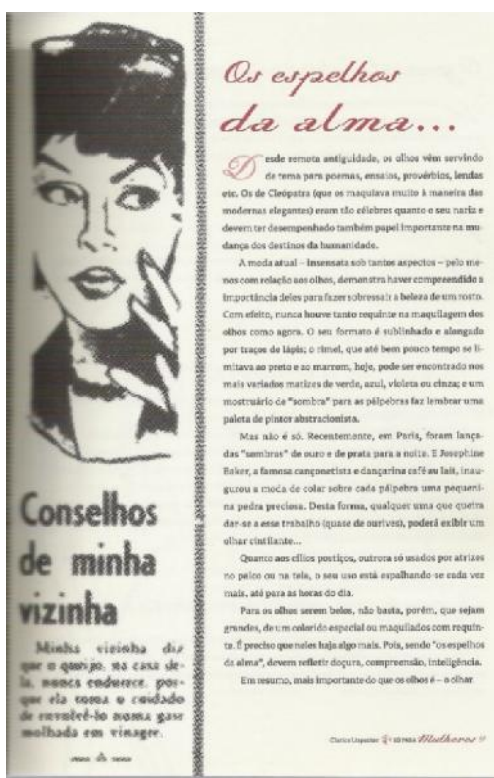 Os espelhos
da alma...
Desde remota antiguidade, os olhos vêm servindo
de tema para poemas, ensaios, provérbios, lendas
etc. Os de Cleópatra (que os maquiava muito à maneira das
modernas elegantes) eram tão célebres quanto o seu nariz e
devem ter desempenhado também papel importante na mu-
dança dos destinos da humanidade.
A moda atual – insensata sob tantos aspectos – pelo me-
nos com relação aos olhos, demonstra haver compreendido a
importância deles para fazer sobressair a beleza de um rosto.
Com efeito, nunca houve tanto requinte na maquilagem dos
olhos como agora. O seu formato é sublinhado e alongado
por traços de lápis; o rímel, que até bem pouco tempo se li-
mitava ao preto e ao marrom, hoje, pode ser encontrado nos
mais variados matizes de verde, azul, violeta ou cinza; e um
mostruário de "sombra" para as pálpebras faz lembrar uma
paleta de pintor abstracionista.
Mas não é só. Recentemente, em Paris, foram lança-
das "sombras" de ouro e de prata para a noite. E Josephine
Baker, a famosa cançonetista e dançarina café au lait, inau-
gurou a moda de colar sobre cada pálpebra uma pequeni-
na pedra preciosa. Desta forma, qualquer uma que queira
dar-se a esse trabalho (quase de ourives), poderá exibir um
olhar cintilante...
Quanto aos cílios postiços, outrora só usados por atrizes
no palco ou na tela, o seu uso está espalhando-se cada vez
mais, até para as horas do dia.
Para os olhos serem belos, não basta, porém, que sejam
grandes, de um colorido especial ou maquilados com requin-
te. É preciso que neles haja algo mais. Pois, sendo "os espelhos
da alma", devem refletir doçura, compreensão, inteligência.
Em resumo, mais importante do que os olhos é – o olhar
Conselhos
de minha
vizinha
Minha vizinha diz
que o queijo, na casa de-
la, nunca endurece, por-
que ela toma o cuidado
de envolvê-lo numa gase
molhada em vinagre.
Clarice Lispector só para Mulheres